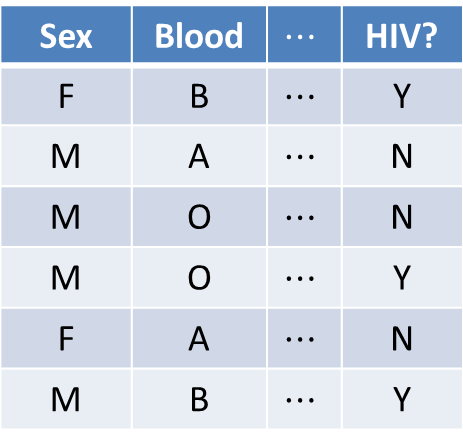 Sex Blood ⋯ HIV?
F B ⋯ Y
M A ⋯ N
M O ⋯ N
M O ⋯ Y
F A ⋯ N
M B ⋯ Y